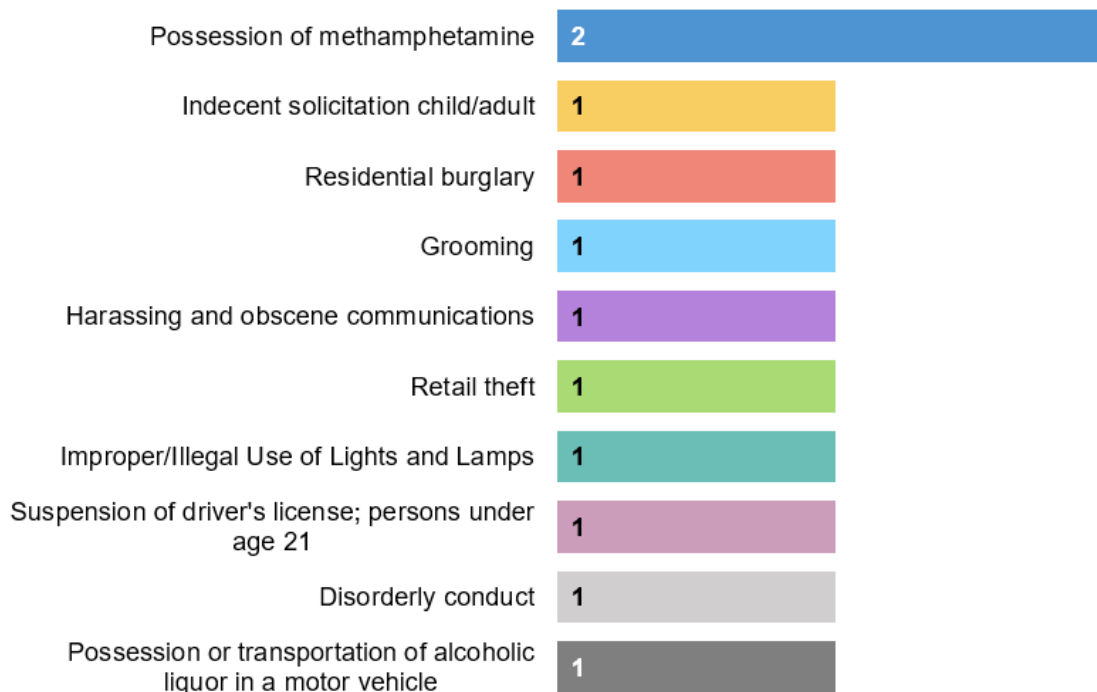 Possession of methamphetamine 2
Indecent solicitation child/adult 1
Residential burglary 1
Grooming 1
Harassing and obscene communications 1
Retail theft 1
Improper/Illegal Use of Lights and Lamps 1
Suspension of driver's license; persons under
age 21 1
Disorderly conduct 1
Possession or transportation of alcoholic
liquor in a motor vehicle 1